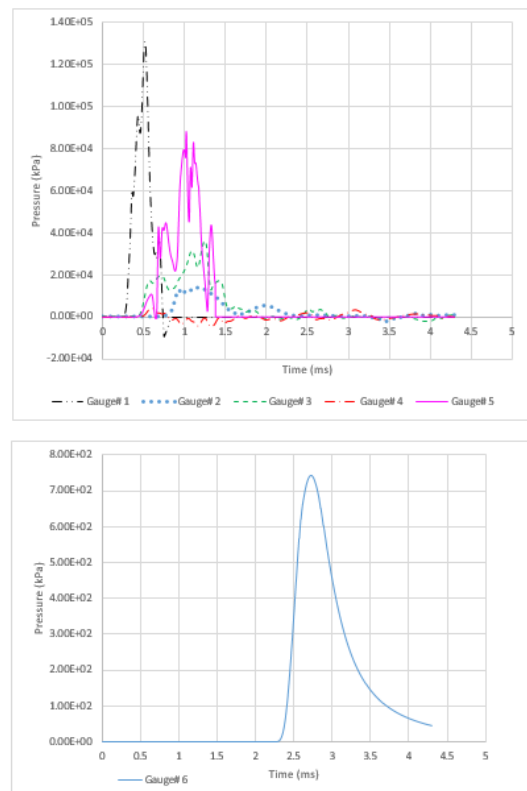 1.40E+05
1.20E+05
1.00E+05
8.00E+04
6.00E+04
4.00E+04
2.00E+04
0.00E+00
-2.00E+04
Pressure (kPa)
0 0.5 1 1.5 2 2.5 3 3.5 4 4.5 5
Time (ms)
Gauge# 1 Gauge# 2 Gauge# 3 Gauge# 4 Gauge# 5
8.00E+02
7.00E+02
6.00E+02
5.00E+02
4.00E+02
3.00E+02
2.00E+02
1.00E+02
0.00E+00
Pressure (kPa)
0 0.5 1 1.5 2 2.5 3 3.5 4 4.5 5
Time (ms)
Gauge# 6